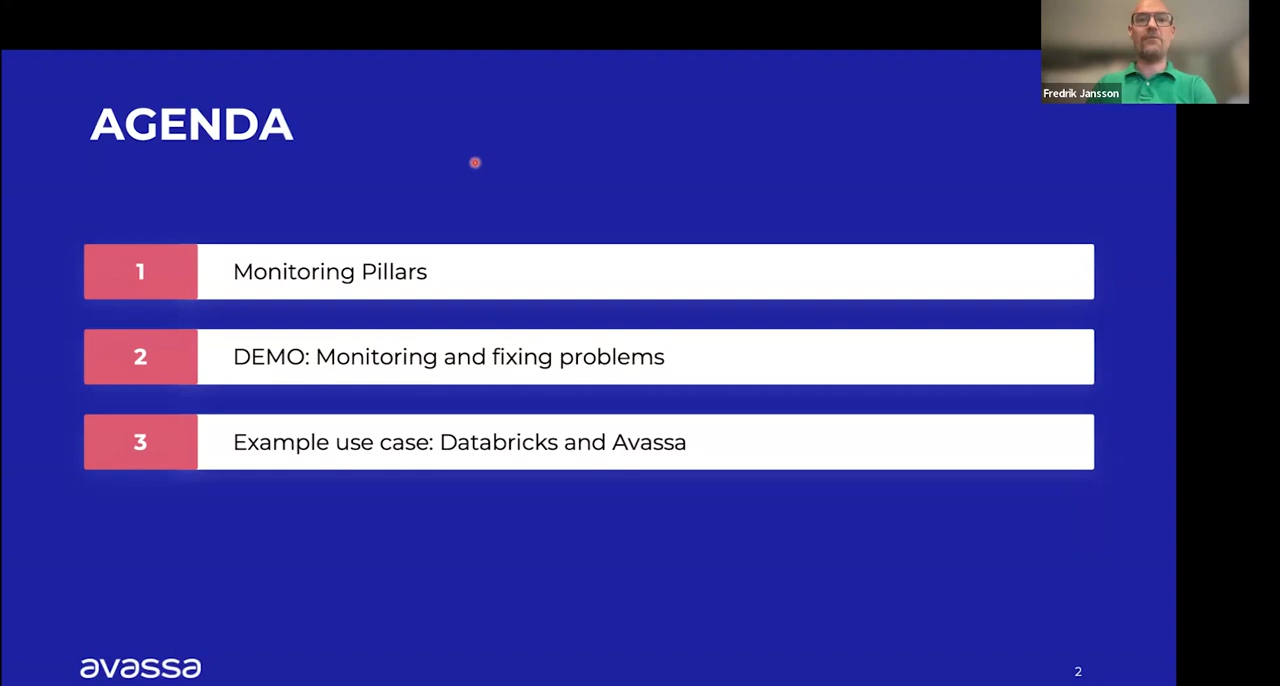 Fredrik Jansson
AGENDA
1 Monitoring Pillars
2 DEMO: Monitoring and fixing problems
3 Example use case: Databricks and Avassa
avassa
2